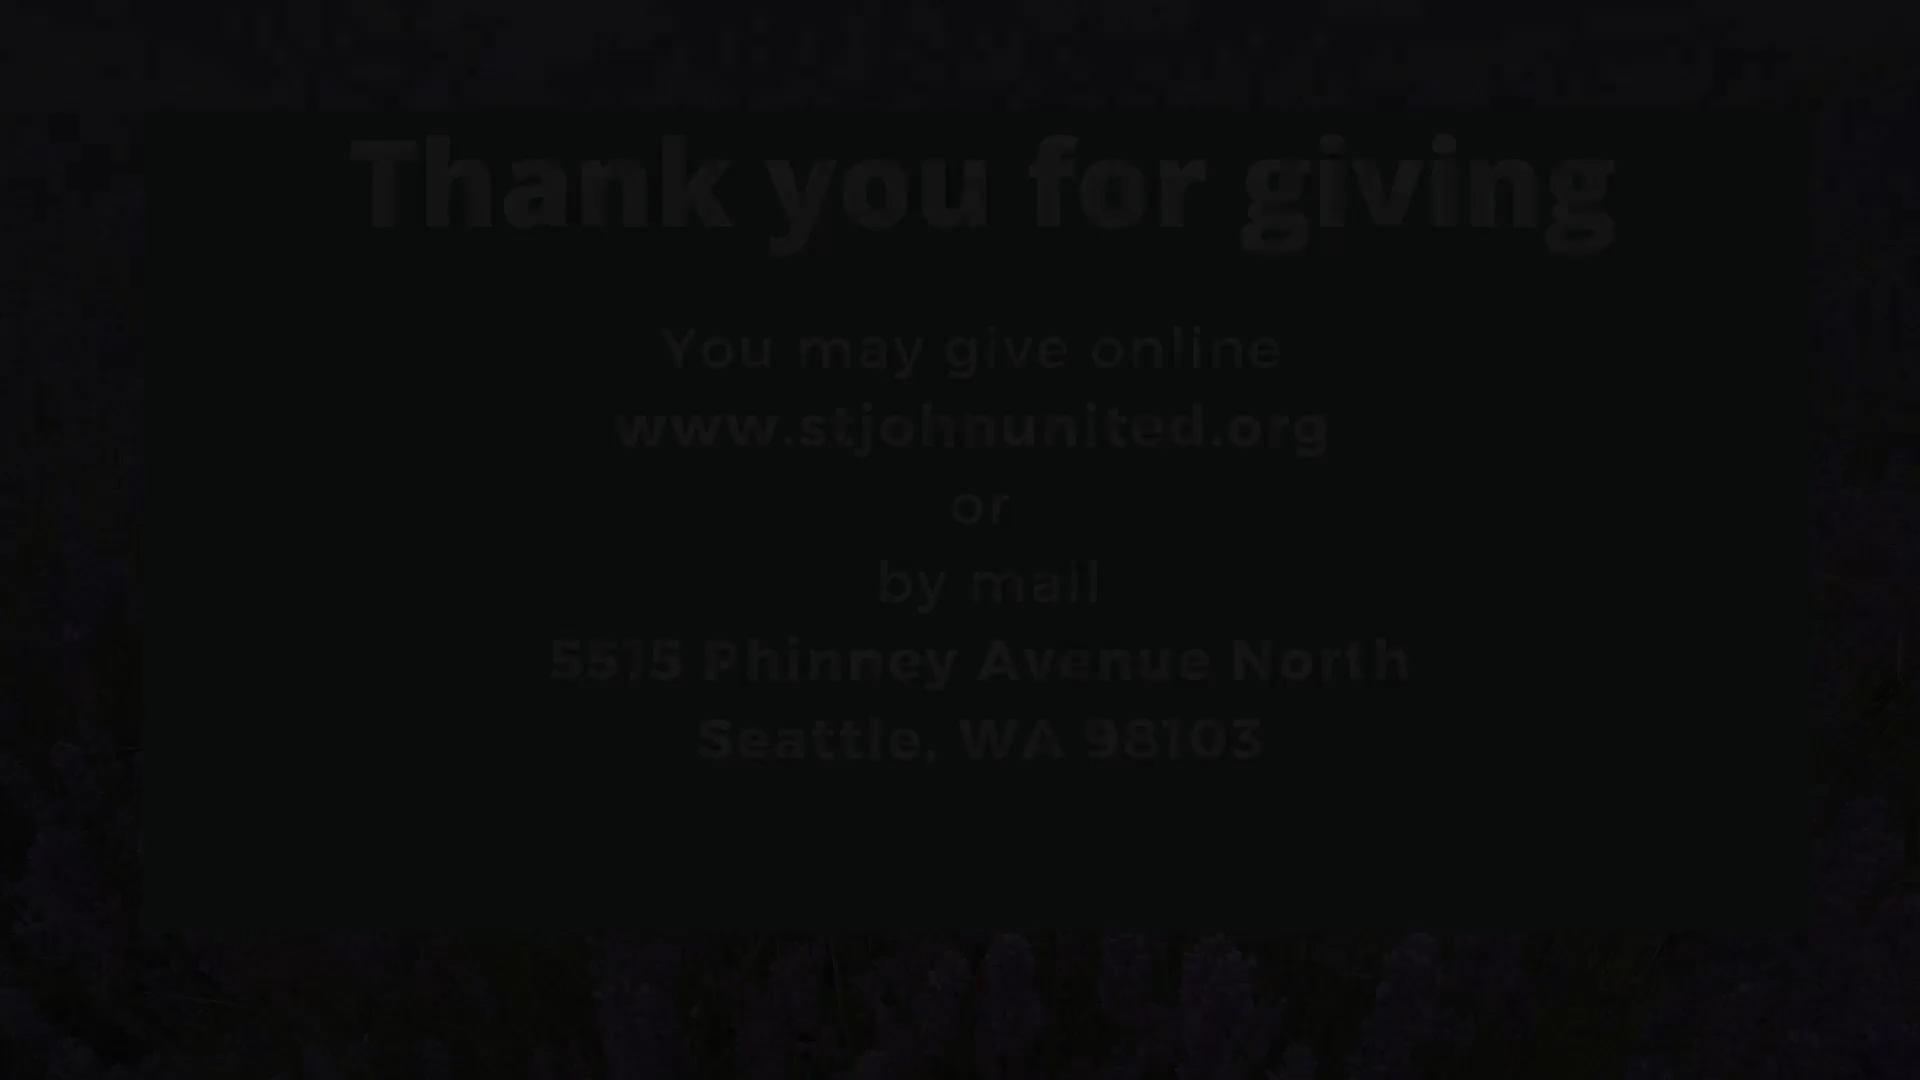 Thank you for giving
You may give online
www.stjohnunited.org
or
by mail
5515 Phinney Avenue North
Seattle, WA 98103